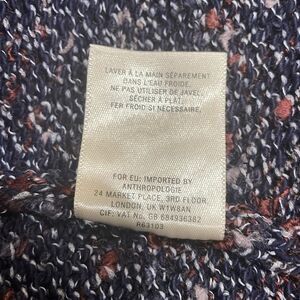 LAVER À LA MAIN SÉPAREMENT
DANS L'EAU FROIDE.
NE PAS UTILISER DE JAVEL.
SÉCHER À PLAT.
FER FROID SI NÉCESSAIRE.
FOR EU: IMPORTED BY
ANTHROPOLOGIE
24 MARKET PLACE, 3RD FLOOR,
LONDON, UK W1W8AN
CIF: VAT No. GB 684936382
R63103